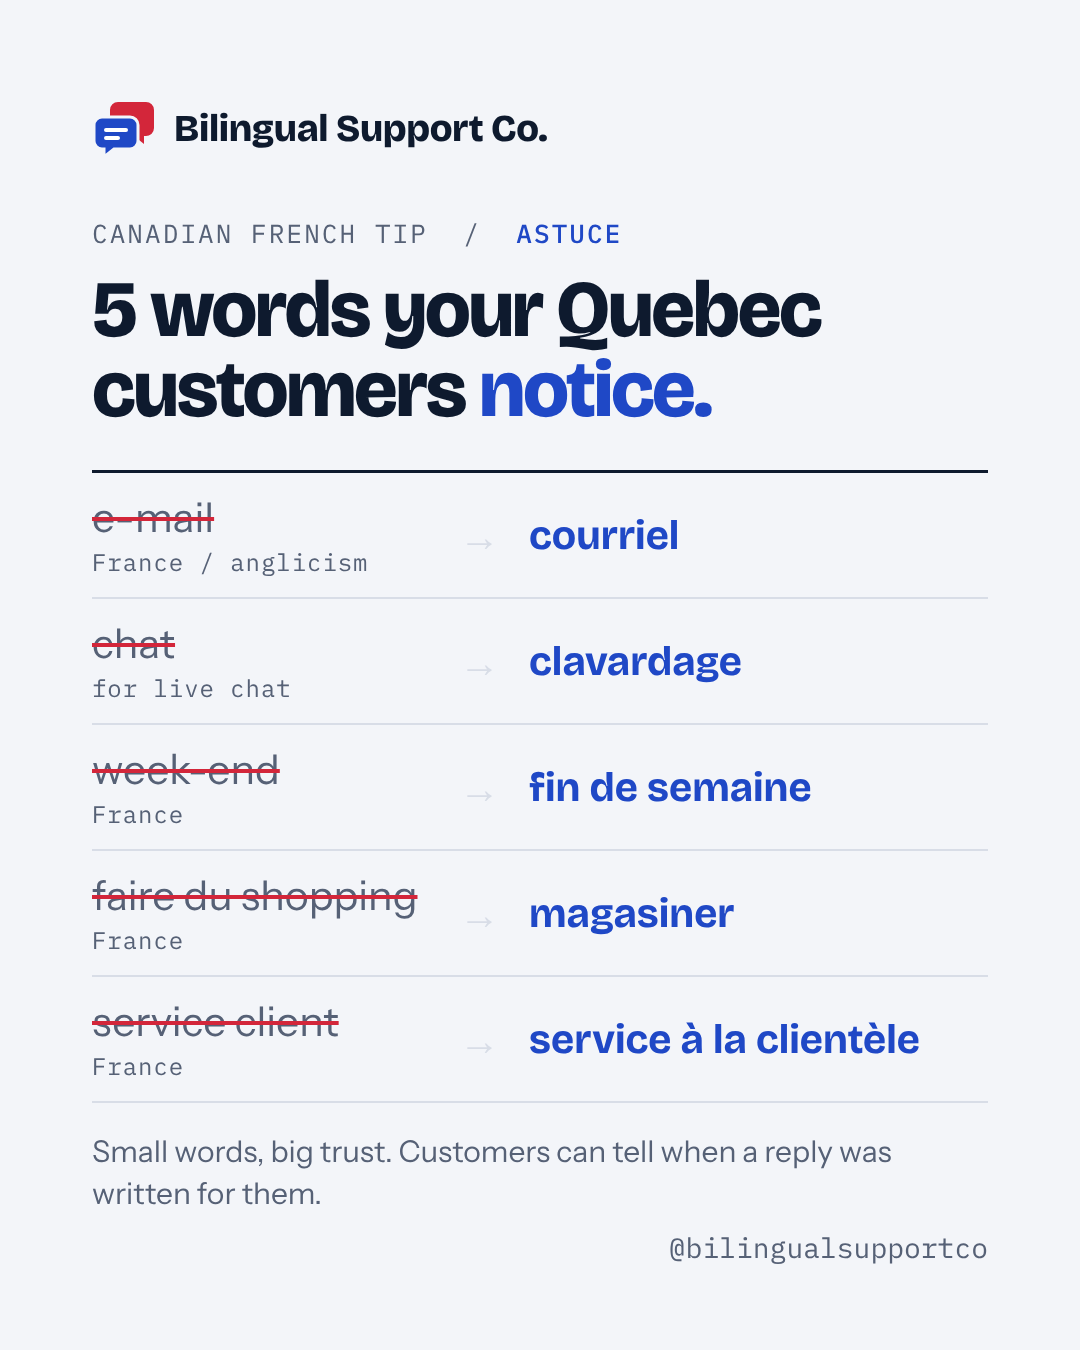 Bilingual Support Co.
CANADIAN FRENCH TIP / ASTUCE
5 words your Quebec
customers notice.
e-mail → courriel
France / anglicism
chat → clavardage
for live chat
week-end → fin de semaine
France
faire du shopping → magasiner
France
service client → service à la clientèle
France
Small words, big trust. Customers can tell when a reply was
written for them.
@bilingualsupportco